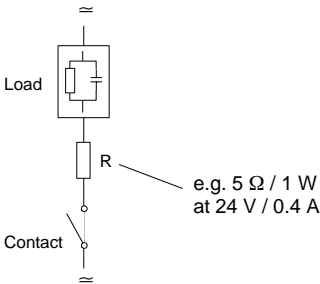 ≃
Load
R
e.g. 5 Ω / 1 W
at 24 V / 0.4 A
Contact
≃